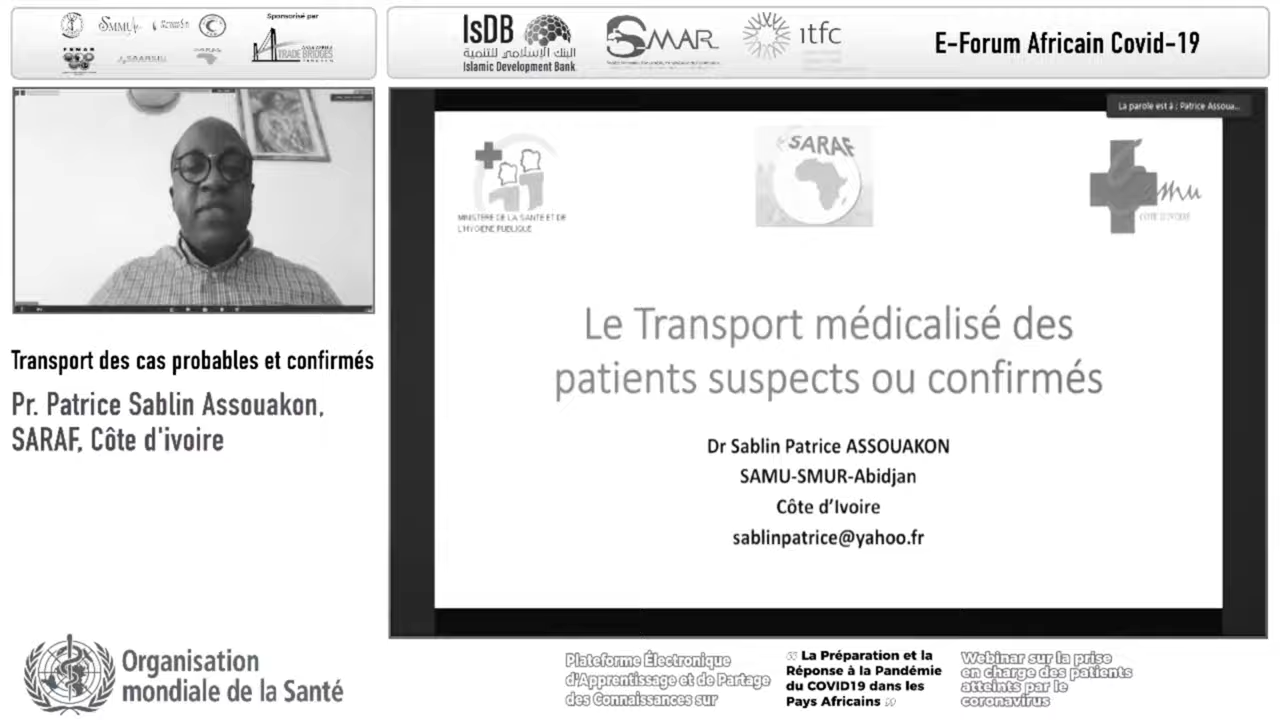 Sponsorisé par
TRADE BRIDGES
IsDB
البنك الإسلامي للتنمية
Islamic Development Bank
SMAR
itfc
E-Forum Africain Covid-19
La parole est à : Patrice Assoua...
MINISTERE DE LA SANTE ET DE
L'HYGIENE PUBLIQUE
SARAF
Samu
CÔTE D'IVOIRE
Transport des cas probables et confirmés
Pr. Patrice Sablin Assouakon,
SARAF, Côte d'ivoire
Le Transport médicalisé des
patients suspects ou confirmés
Dr Sablin Patrice ASSOUAKON
SAMU-SMUR-Abidjan
Côte d’Ivoire
sablinpatrice@yahoo.fr
Organisation
mondiale de la Santé
Plateforme Électronique
d'Apprentissage et de Partage
des Connaissances sur
“ La Préparation et la
Réponse à la Pandémie
du COVID19 dans les
Pays Africains ”
Webinar sur la prise
en charge des patients
atteints par le
coronavirus